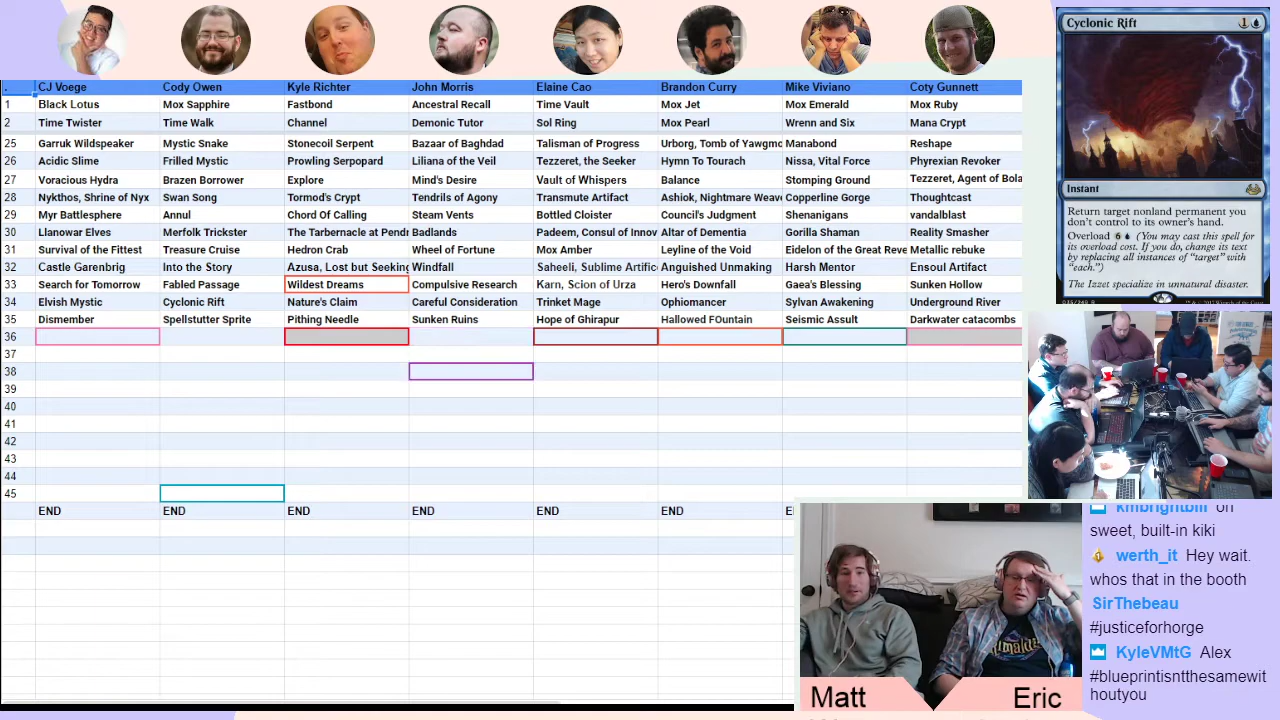 . CJ Voege Cody Owen Kyle Richter John Morris Elaine Cao Brandon Curry Mike Viviano Coty Gunnett
1 Black Lotus Mox Sapphire Fastbond Ancestral Recall Time Vault Mox Jet Mox Emerald Mox Ruby
2 Time Twister Time Walk Channel Demonic Tutor Sol Ring Mox Pearl Wrenn and Six Mana Crypt
25 Garruk Wildspeaker Mystic Snake Stonecoil Serpent Bazaar of Baghdad Talisman of Progress Urborg, Tomb of Yawgmo Manabond Reshape
26 Acidic Slime Frilled Mystic Prowling Serpopard Liliana of the Veil Tezzeret, the Seeker Hymn To Tourach Nissa, Vital Force Phyrexian Revoker
27 Voracious Hydra Brazen Borrower Explore Mind's Desire Vault of Whispers Balance Stomping Ground Tezzeret, Agent of Bola
28 Nykthos, Shrine of Nyx Swan Song Tormod's Crypt Tendrils of Agony Transmute Artifact Ashiok, Nightmare Weave Copperline Gorge Thoughtcast
29 Myr Battlesphere Annul Chord Of Calling Steam Vents Bottled Cloister Council's Judgment Shenanigans vandalblast
30 Llanowar Elves Merfolk Trickster The Tarbernacle at Pendr Badlands Padeem, Consul of Innov Altar of Dementia Gorilla Shaman Reality Smasher
31 Survival of the Fittest Treasure Cruise Hedron Crab Wheel of Fortune Mox Amber Leyline of the Void Eidelon of the Great Reve Metallic rebuke
32 Castle Garenbrig Into the Story Azusa, Lost but Seeking Windfall Saheeli, Sublime Artific Anguished Unmaking Harsh Mentor Ensoul Artifact
33 Search for Tomorrow Fabled Passage Wildest Dreams Compulsive Research Karn, Scion of Urza Hero's Downfall Gaea's Blessing Sunken Hollow
34 Elvish Mystic Cyclonic Rift Nature's Claim Careful Consideration Trinket Mage Ophiomancer Sylvan Awakening Underground River
35 Dismember Spellstutter Sprite Pithing Needle Sunken Ruins Hope of Ghirapur Hallowed FOuntain Seismic Assult Darkwater catacombs
36
37
38
39
40
41
42
43
44
45
END END END END END END E
Cyclonic Rift 1
Instant
Return target nonland permanent you
don't control to its owner's hand.
Overload 6 (You may cast this spell for
its overload cost. If you do, change its text
by replacing all instances of "target" with
"each.")
The Izzet specialize in unnatural disaster.
kmbrightbill on
sweet, built-in kiki
werth_it Hey wait.
whos that in the booth
SirThebeau
#justiceforhorge
KyleVMtG Alex
#blueprintisntthesamewit
houtyou
Matt Eric